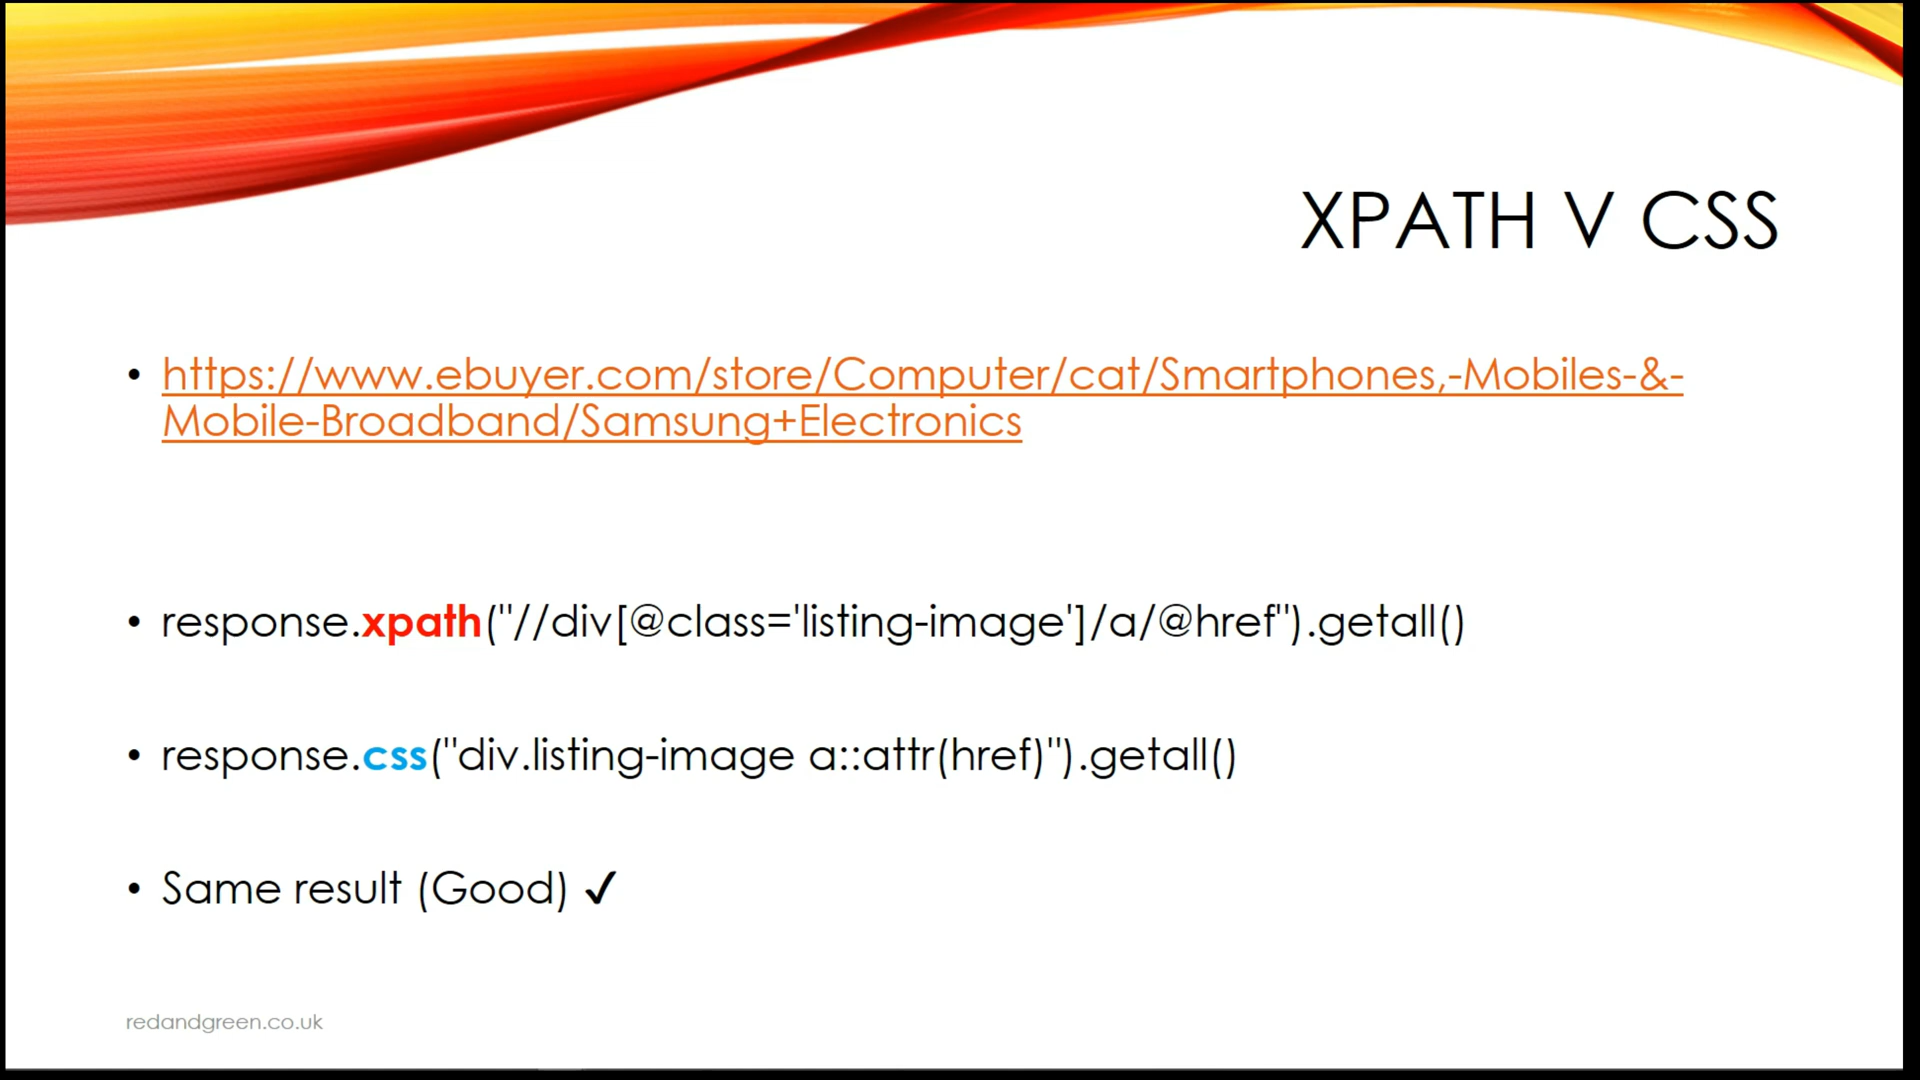 XPATH V CSS
• https://www.ebuyer.com/store/Computer/cat/Smartphones,-Mobiles-&-
Mobile-Broadband/Samsung+Electronics
• response.xpath("//div[@class='listing-image']/a/@href").getall()
• response.css("div.listing-image a::attr(href)").getall()
• Same result (Good) ✓
redandgreen.co.uk